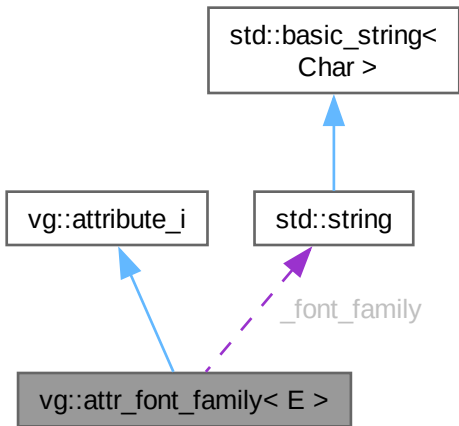 std::basic_string<
Char >
vg::attribute_i
std::string
_font_family
vg::attr_font_family< E >